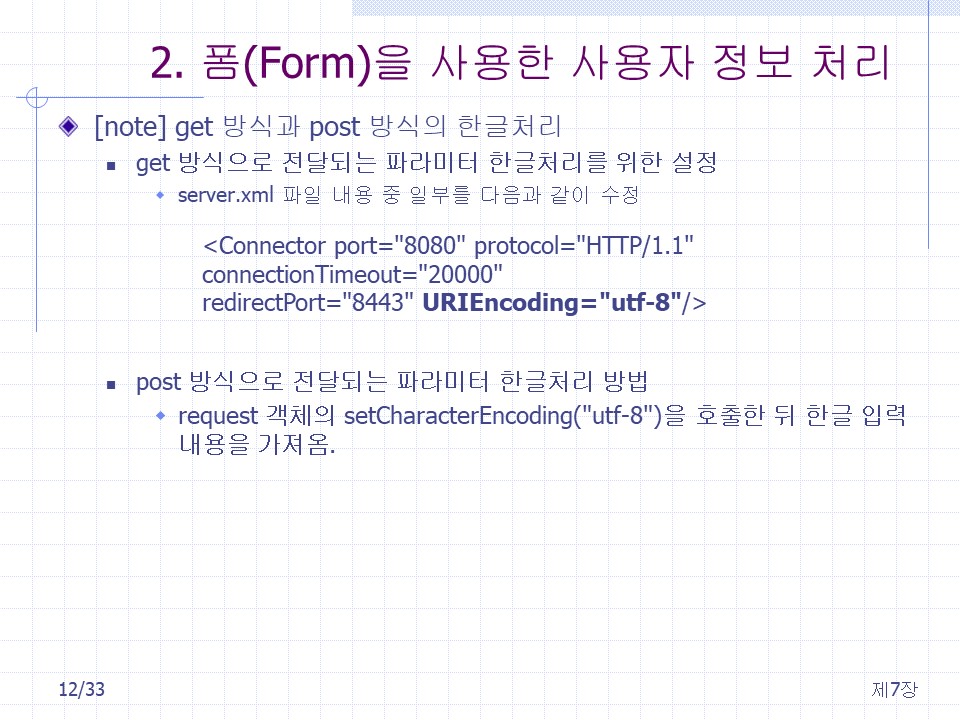 2. 폼(Form)을 사용한 사용자 정보 처리
[note] get 방식과 post 방식의 한글처리
get 방식으로 전달되는 파라미터 한글처리를 위한 설정
server.xml 파일 내용 중 일부를 다음과 같이 수정
<Connector port="8080" protocol="HTTP/1.1"
connectionTimeout="20000"
redirectPort="8443" URIEncoding="utf-8"/>
post 방식으로 전달되는 파라미터 한글처리 방법
request 객체의 setCharacterEncoding("utf-8")을 호출한 뒤 한글 입력
내용을 가져옴.
12/33
제7장